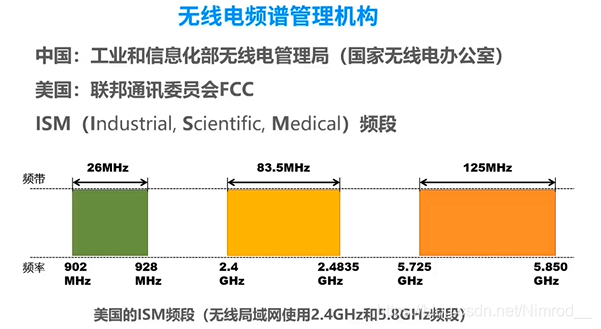 无线电频谱管理机构
中国：工业和信息化部无线电管理局（国家无线电办公室）
美国：联邦通讯委员会FCC
ISM（Industrial, Scientific, Medical）频段
26MHz 83.5MHz 125MHz
频带
频率 902 MHz 928 MHz 2.4 GHz 2.4835 GHz 5.725 GHz 5.850 GHz
美国的ISM频段（无线局域网使用2.4GHz和5.8GHz频段）